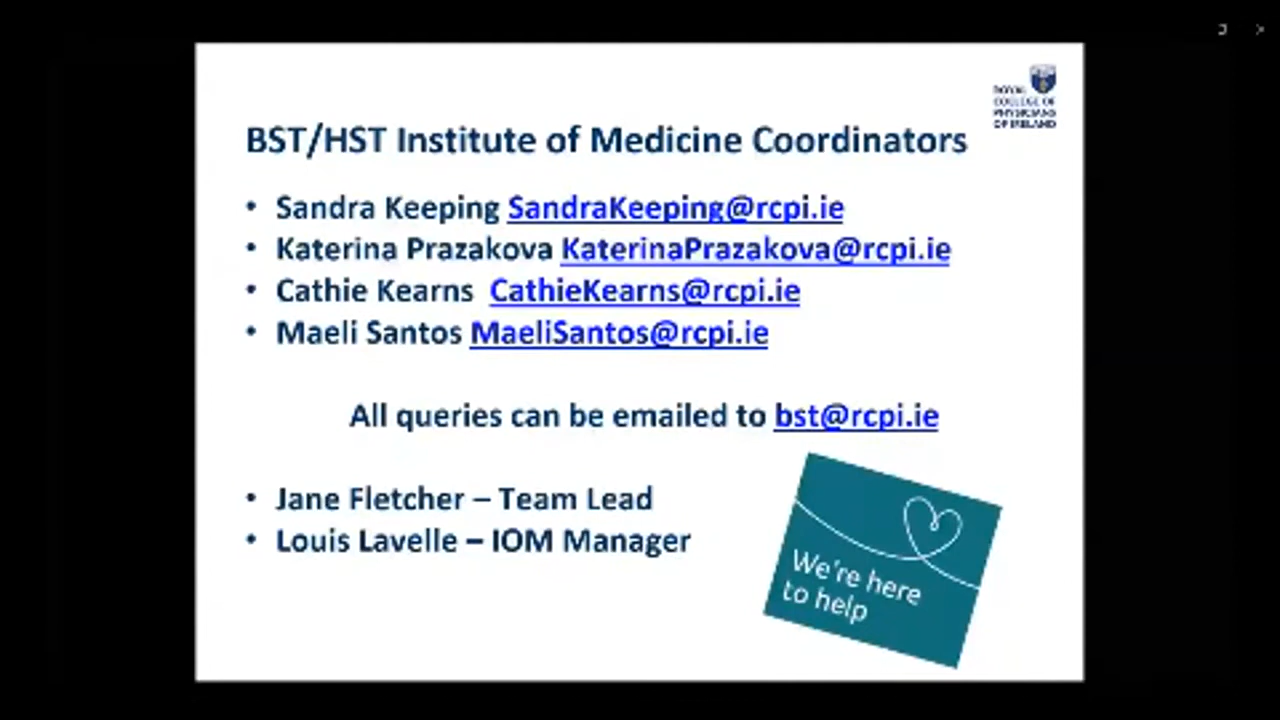 ROYAL
COLLEGE OF
PHYSICIANS
OF IRELAND
BST/HST Institute of Medicine Coordinators
• Sandra Keeping SandraKeeping@rcpi.ie
• Katerina Prazakova KaterinaPrazakova@rcpi.ie
• Cathie Kearns CathieKearns@rcpi.ie
• Maeli Santos MaeliSantos@rcpi.ie
All queries can be emailed to bst@rcpi.ie
• Jane Fletcher – Team Lead
• Louis Lavelle – IOM Manager
We're here
to help